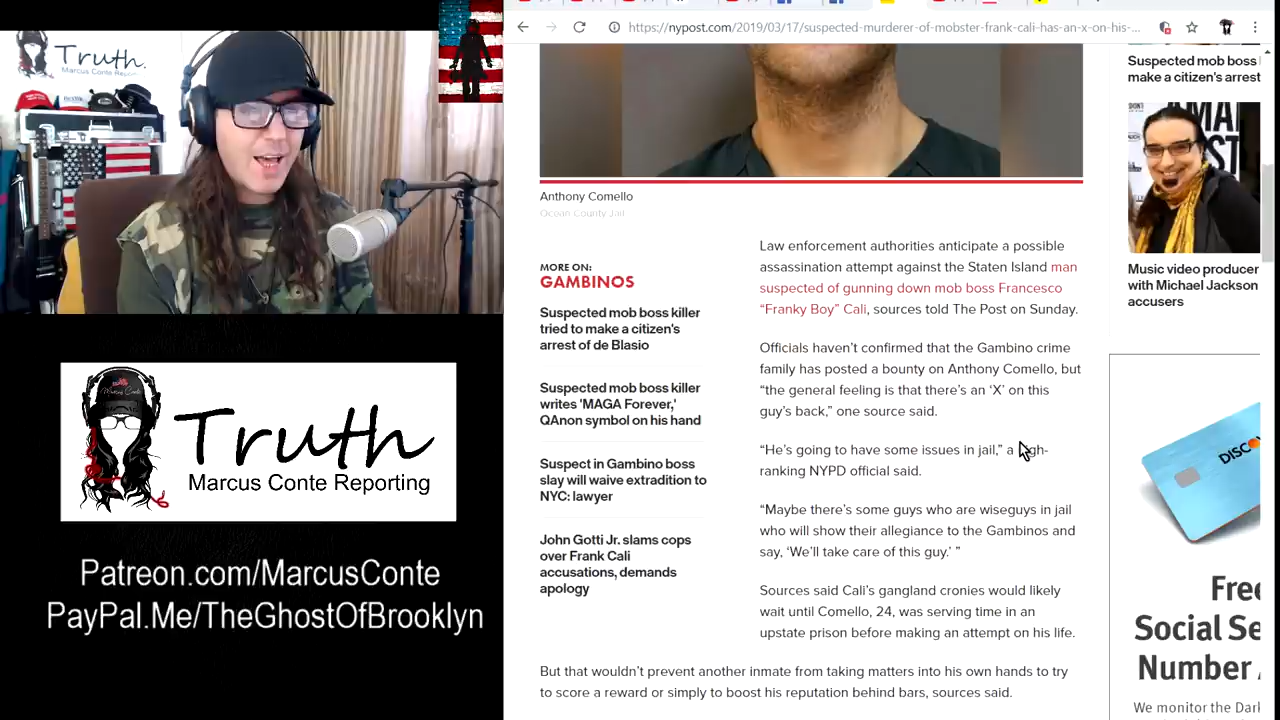 Truth.
Marcus Conte Repor
https://nypost.com/2019/03/17/suspected-murderer-of-mobster-frank-cali-has-an-x-on-his-...
Anthony Comello
Ocean County Jail
MORE ON:
GAMBINOS
Suspected mob boss killer
tried to make a citizen's
arrest of de Blasio
Suspected mob boss killer
writes 'MAGA Forever,'
QAnon symbol on his hand
Suspect in Gambino boss
slay will waive extradition to
NYC: lawyer
John Gotti Jr. slams cops
over Frank Cali
accusations, demands
apology
Law enforcement authorities anticipate a possible
assassination attempt against the Staten Island man
suspected of gunning down mob boss Francesco
“Franky Boy” Cali, sources told The Post on Sunday.
Officials haven’t confirmed that the Gambino crime
family has posted a bounty on Anthony Comello, but
“the general feeling is that there’s an ‘X’ on this
guy’s back,” one source said.
“He’s going to have some issues in jail,” a gh-
ranking NYPD official said.
“Maybe there’s some guys who are wiseguys in jail
who will show their allegiance to the Gambinos and
say, ‘We’ll take care of this guy.’ ”
Sources said Cali’s gangland cronies would likely
wait until Comello, 24, was serving time in an
upstate prison before making an attempt on his life.
But that wouldn’t prevent another inmate from taking matters into his own hands to try
to score a reward or simply to boost his reputation behind bars, sources said.
Suspected mob boss
make a citizen's arrest
Music video producer
with Michael Jackson
accusers
DISCO
Free
Social Se
Number
We monitor the Dark
Truth
Marcus Conte Reporting
Patreon.com/MarcusConte
PayPal.Me/TheGhostOfBrooklyn